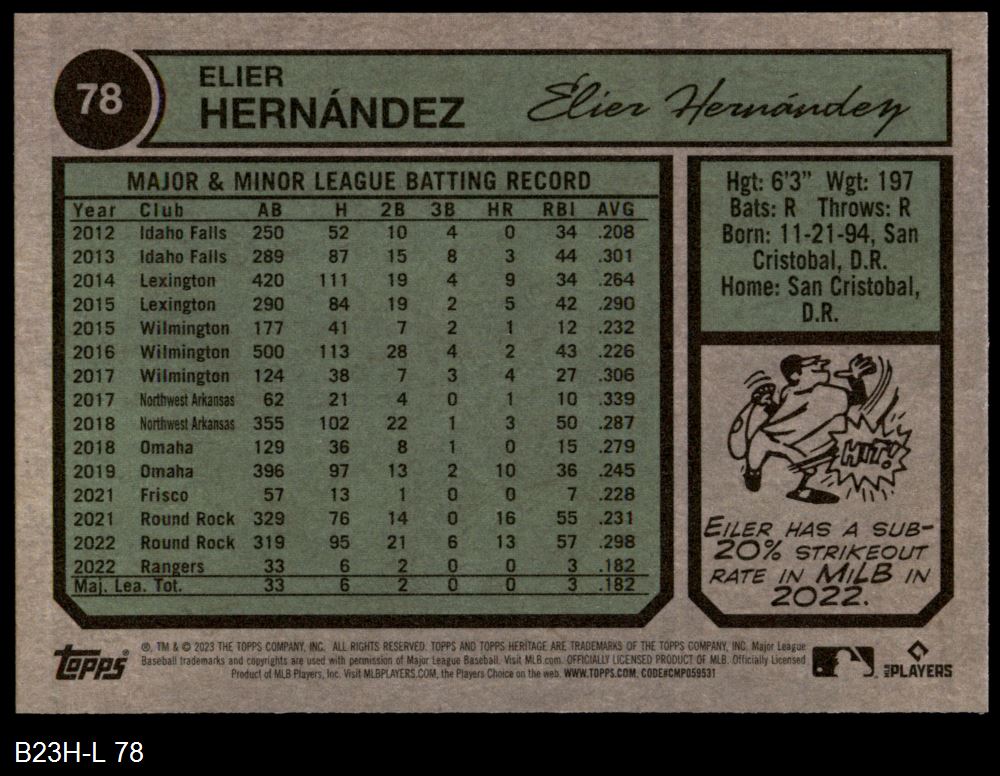 78
ELIER
HERNÁNDEZ
Elier Hernández
MAJOR & MINOR LEAGUE BATTING RECORD
Year Club AB H 2B 3B HR RBI AVG
2012 Idaho Falls 250 52 10 4 0 34 .208
2013 Idaho Falls 289 87 15 8 3 44 .301
2014 Lexington 420 111 19 4 9 34 .264
2015 Lexington 290 84 19 2 5 42 .290
2015 Wilmington 177 41 7 2 1 12 .232
2016 Wilmington 500 113 28 4 2 43 .226
2017 Wilmington 124 38 7 3 4 27 .306
2017 Northwest Arkansas 62 21 4 0 1 10 .339
2018 Northwest Arkansas 355 102 22 1 3 50 .287
2018 Omaha 129 36 8 1 0 15 .279
2019 Omaha 396 97 13 2 10 36 .245
2021 Frisco 57 13 1 0 0 7 .228
2021 Round Rock 329 76 14 0 16 55 .231
2022 Round Rock 319 95 21 6 13 57 .298
2022 Rangers 33 6 2 0 0 3 .182
Maj. Lea. Tot. 33 6 2 0 0 3 .182
Hgt: 6'3" Wgt: 197
Bats: R Throws: R
Born: 11-21-94, San
Cristobal, D.R.
Home: San Cristobal,
D.R.
HIT!
EILER HAS A SUB-
20% STRIKEOUT
RATE IN MiLB IN
2022.
Topps
®, TM & © 2023 THE TOPPS COMPANY, INC. ALL RIGHTS RESERVED. TOPPS AND TOPPS HERITAGE ARE TRADEMARKS OF THE TOPPS COMPANY, INC. Major League
Baseball trademarks and copyrights are used with permission of Major League Baseball. Visit MLB.com. OFFICIALLY LICENSED PRODUCT OF MLB. Officially Licensed
Product of MLB Players, Inc. Visit MLBPLAYERS.COM, the Players Choice on the web. WWW.TOPPS.COM. CODE#CMP059531
MLB PLAYERS
B23H-L 78